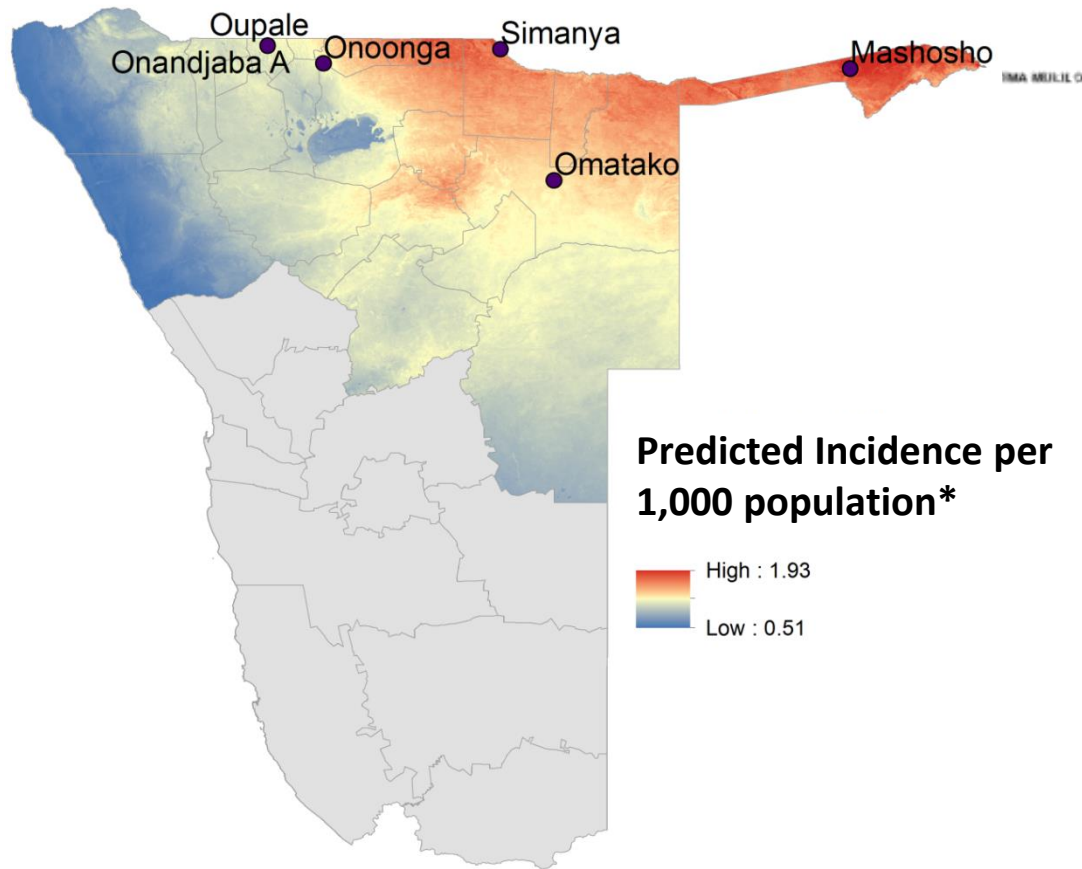 Oupale
Simanya
Onandjaba A
Onoonga
Mashosho
Omatako
Predicted Incidence per
1,000 population*
High : 1.93
Low : 0.51